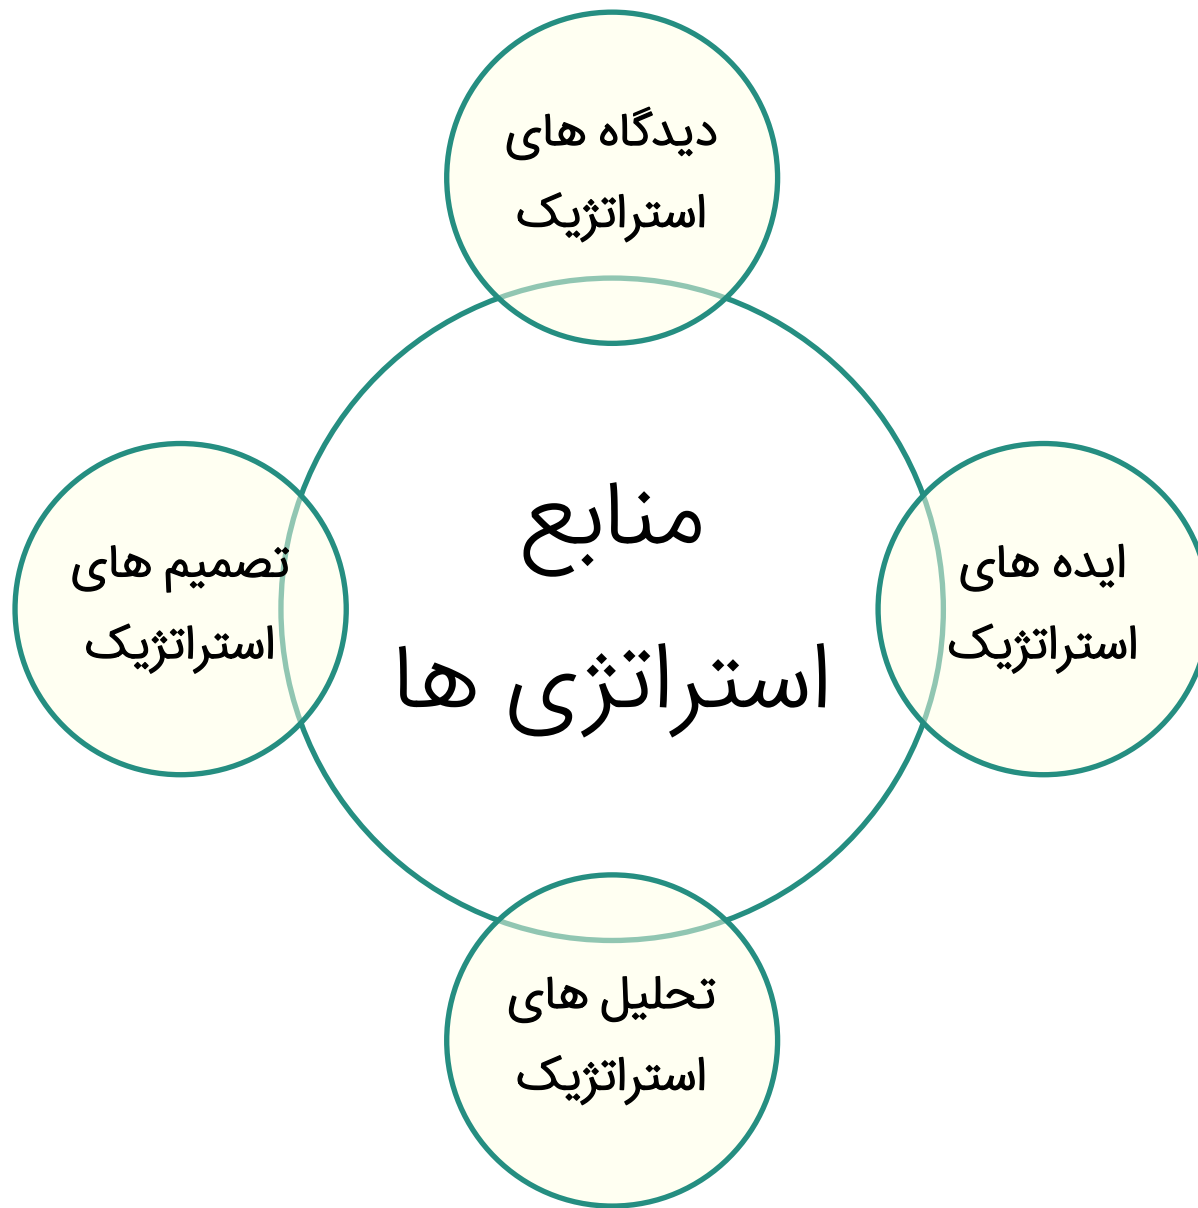 دیدگاه های
استراتژیک
منابع
استراتژی ها
ایده های
استراتژیک
تصمیم های
استراتژیک
تحلیل های
استراتژیک